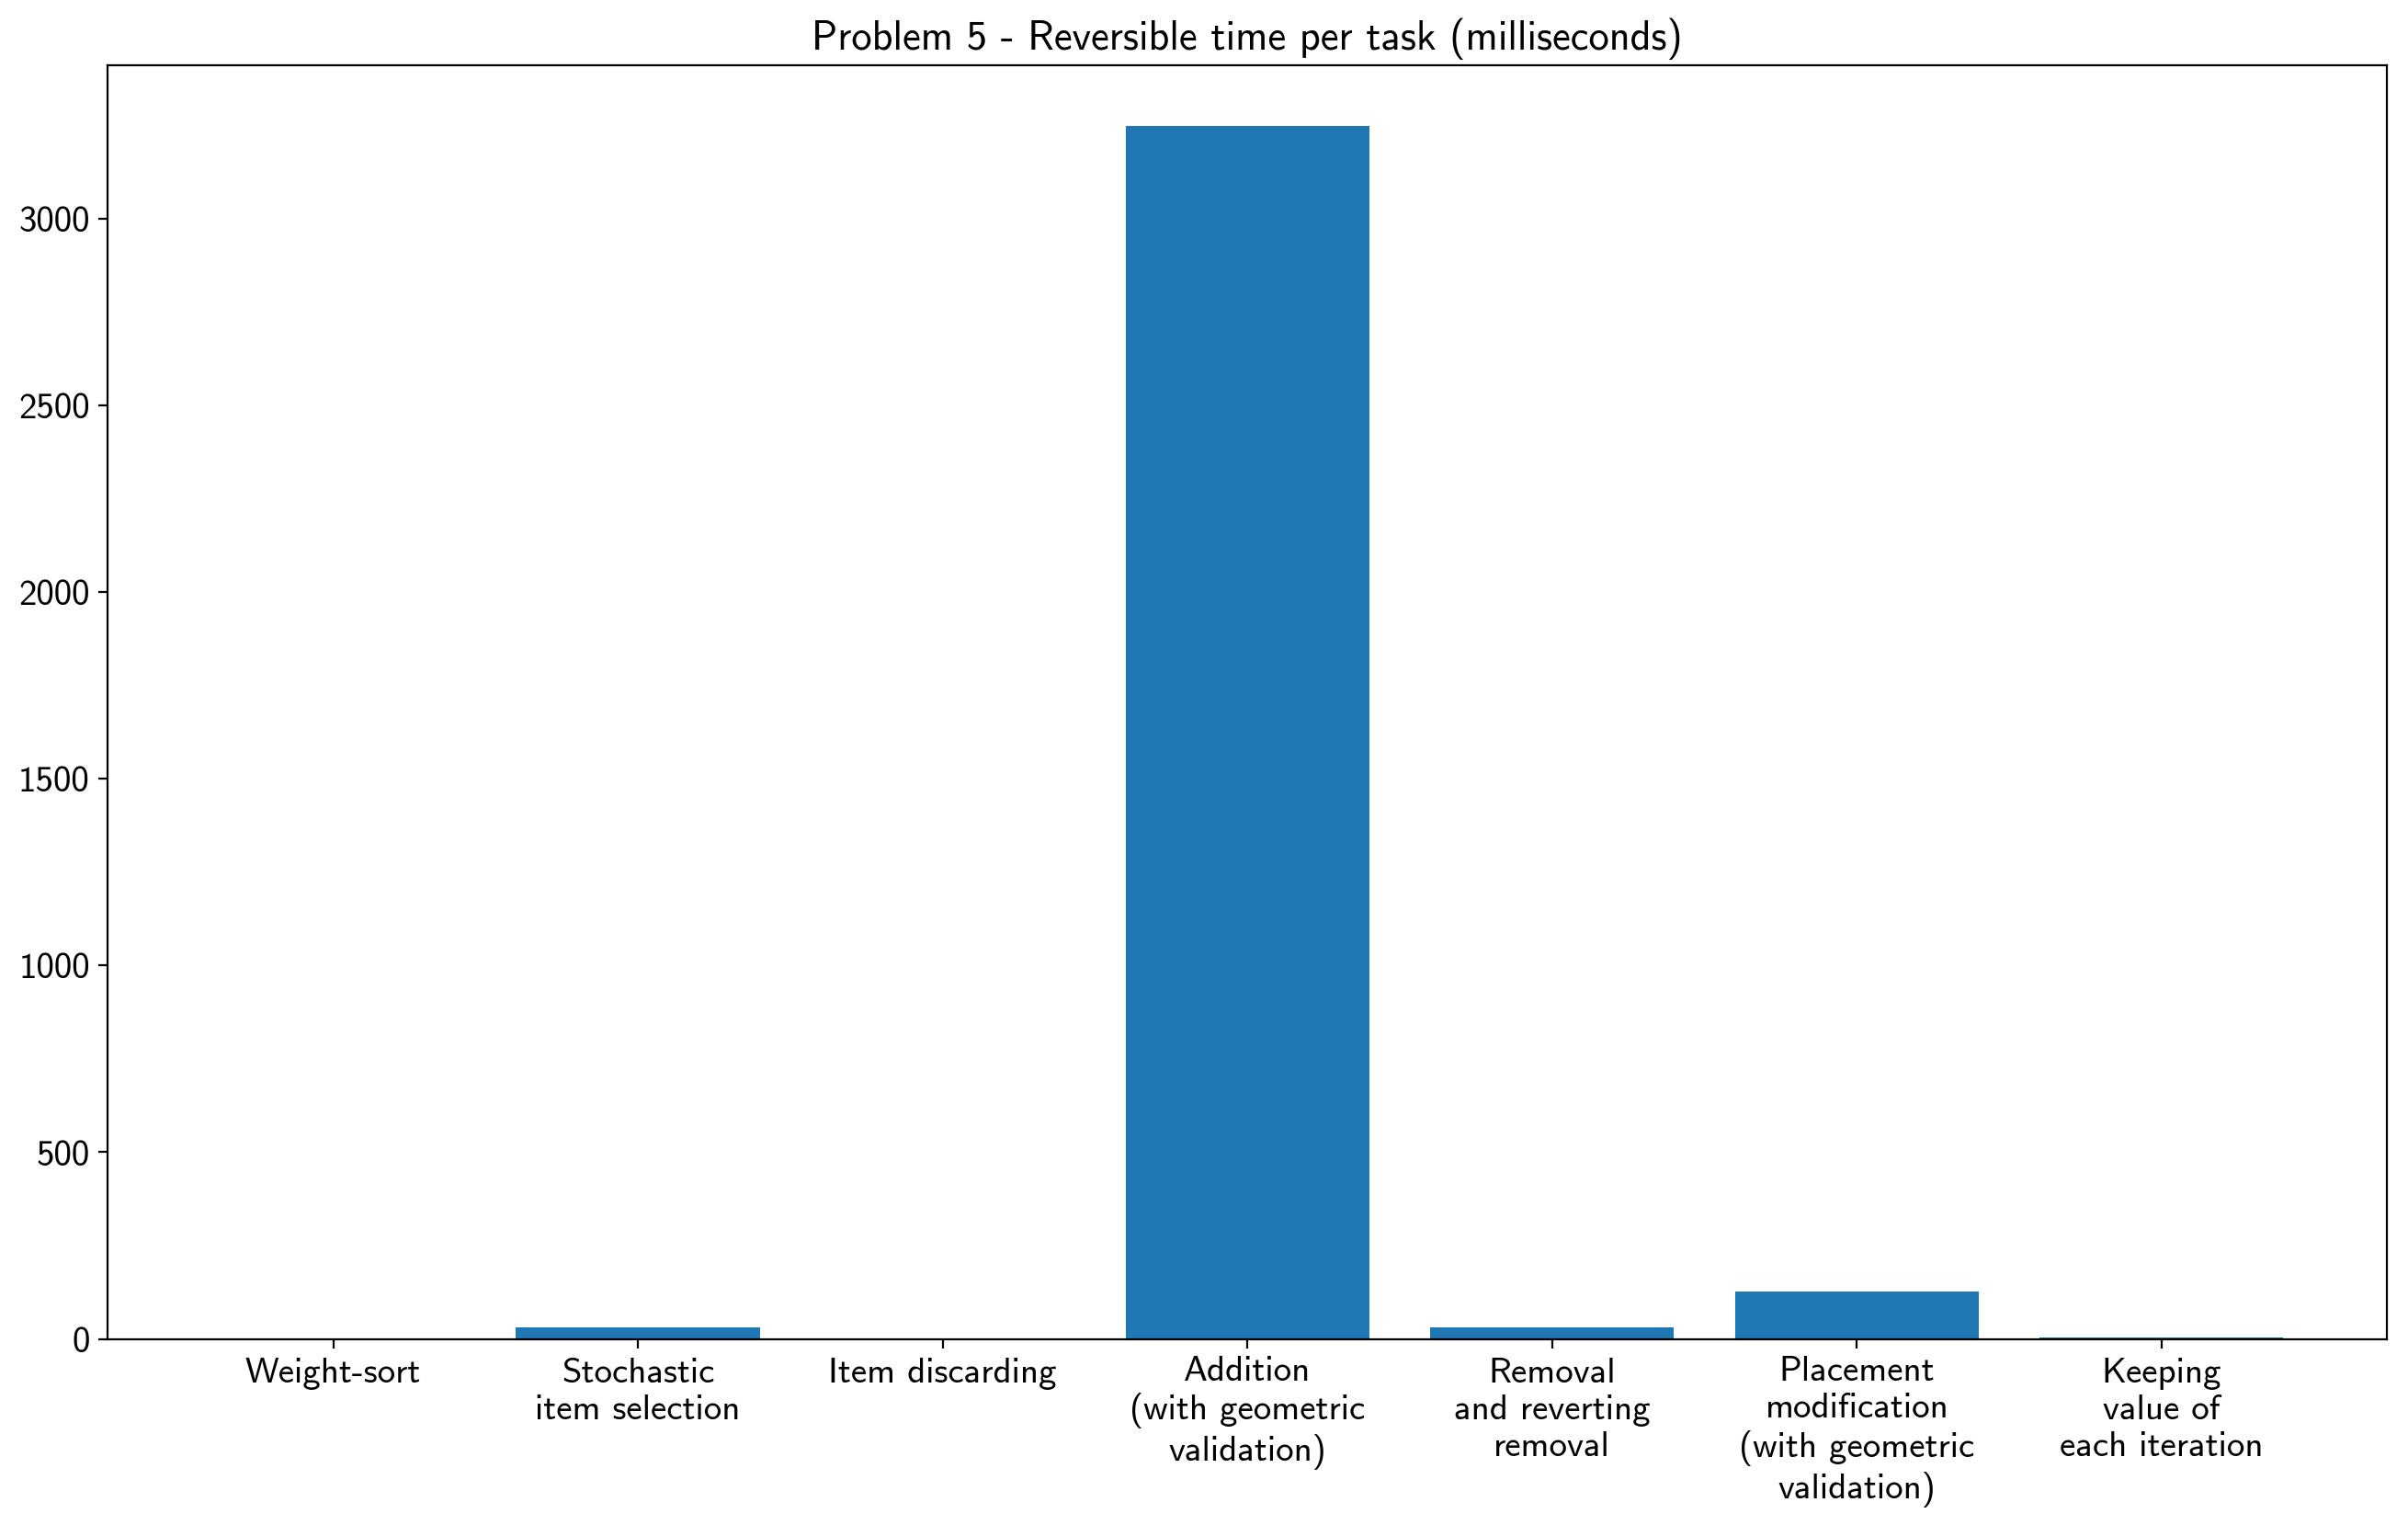 Problem 5 - Reversible time per task (milliseconds)
3000
2500
2000
1500
1000
500
0
Weight-sort
Stochastic
item selection
Item discarding
Addition
(with geometric
validation)
Removal
and reverting
removal
Placement
modification
(with geometric
validation)
Keeping
value of
each iteration